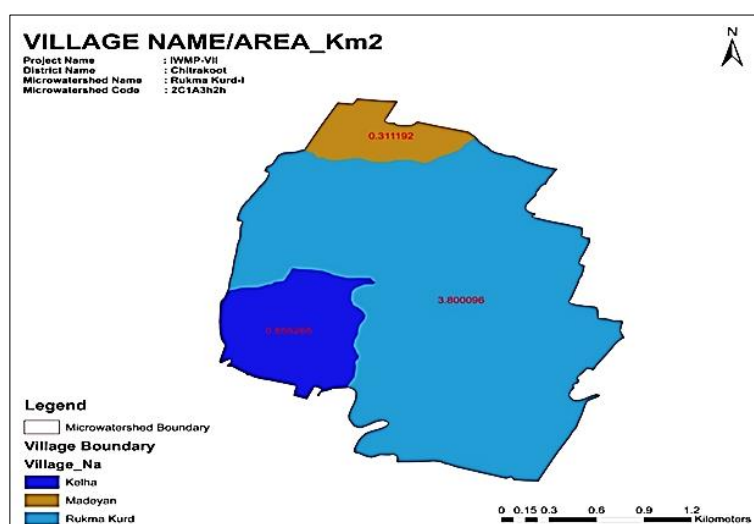 VILLAGE NAME/AREA_Km2
Project Name : IWMP-VII
District Name : Chitrakoot
Microwatershed Name : Rukma Kurd-I
Microwatershed Code : 2C1A3h2h
N
0.311192
3.800096
Legend
Microwatershed Boundary
Village Boundary
Village_Na
Kelha
Madeyan
Rukma Kurd
0 0.15 0.3 0.6 0.9 1.2
Kilometers